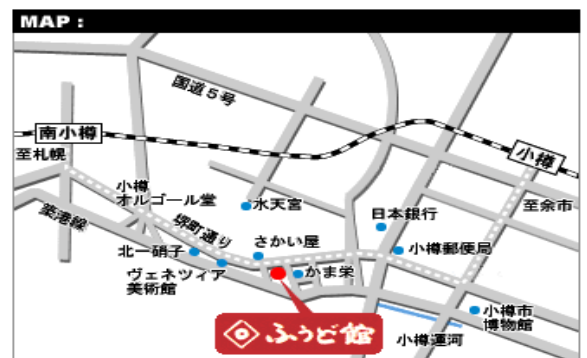 MAP :
国道5号
南小樽
至札幌
小樽
至余市
小樽
オルゴール堂
水天宮
日本銀行
堺町通り
さかい屋
小樽郵便局
臨港線
北一硝子
ヴェネツィア
美術館
かま栄
小樽市
博物館
小樽運河
ふうど館